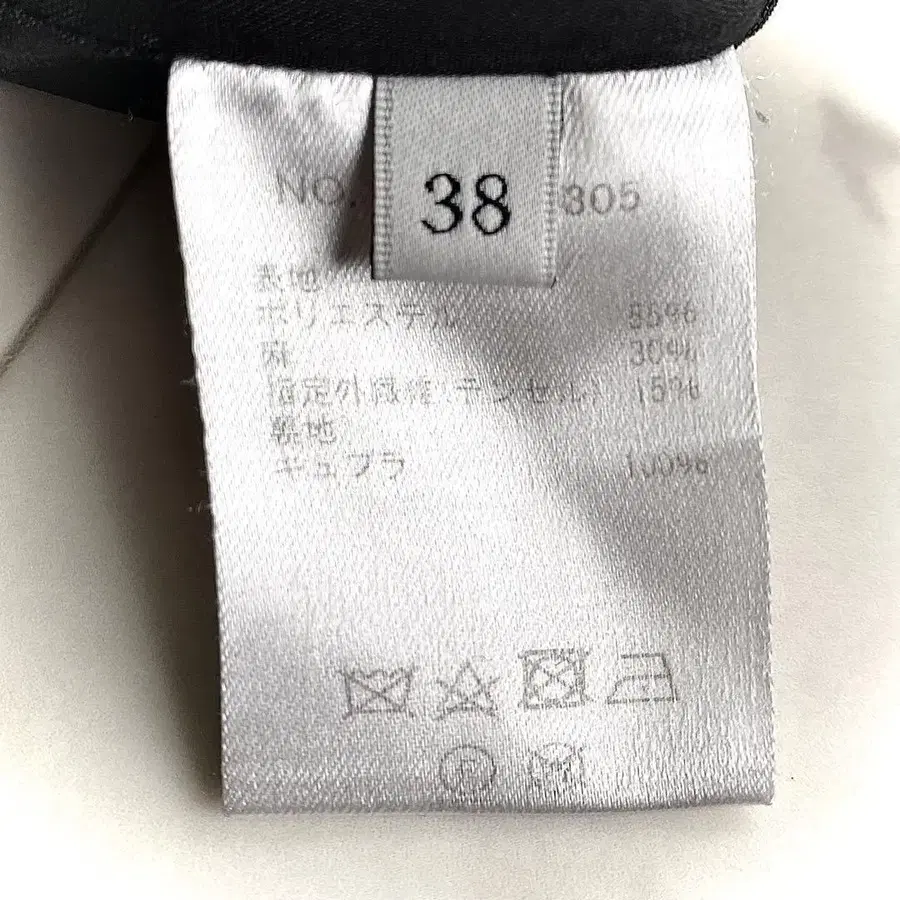 38
NO. 805
表地
ポリエステル 55%
麻 30%
指定外繊維(テンセル) 15%
裏地
キュプラ 100%
P